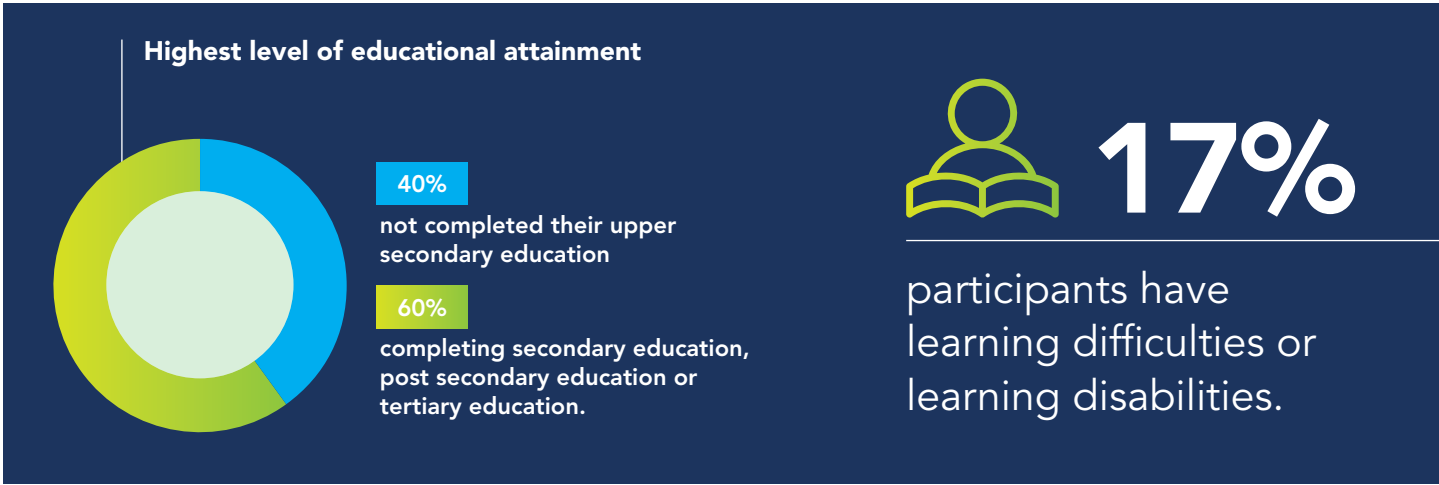 Highest level of educational attainment
40%
not completed their upper
secondary education
60%
completing secondary education,
post secondary education or
tertiary education.
17%
participants have
learning difficulties or
learning disabilities.